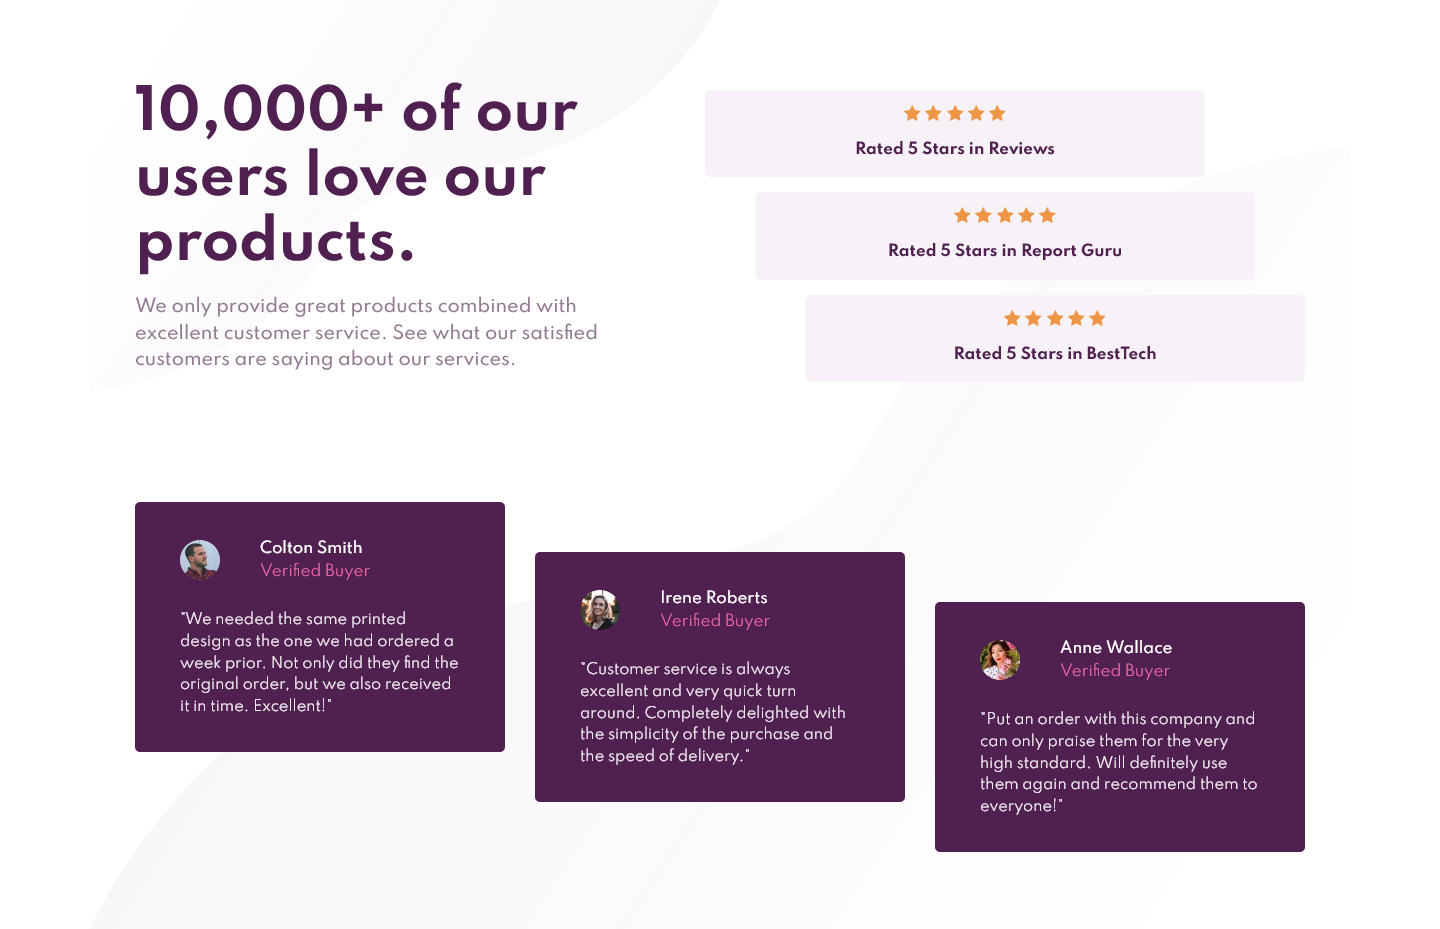 10,000+ of our
users love our
products.
We only provide great products combined with
excellent customer service. See what our satisfied
customers are saying about our services.
Rated 5 Stars in Reviews
Rated 5 Stars in Report Guru
Rated 5 Stars in BestTech
Colton Smith
Verified Buyer
"We needed the same printed
design as the one we had ordered a
week prior. Not only did they find the
original order, but we also received
it in time. Excellent!"
Irene Roberts
Verified Buyer
"Customer service is always
excellent and very quick turn
around. Completely delighted with
the simplicity of the purchase and
the speed of delivery."
Anne Wallace
Verified Buyer
"Put an order with this company and
can only praise them for the very
high standard. Will definitely use
them again and recommend them to
everyone!"